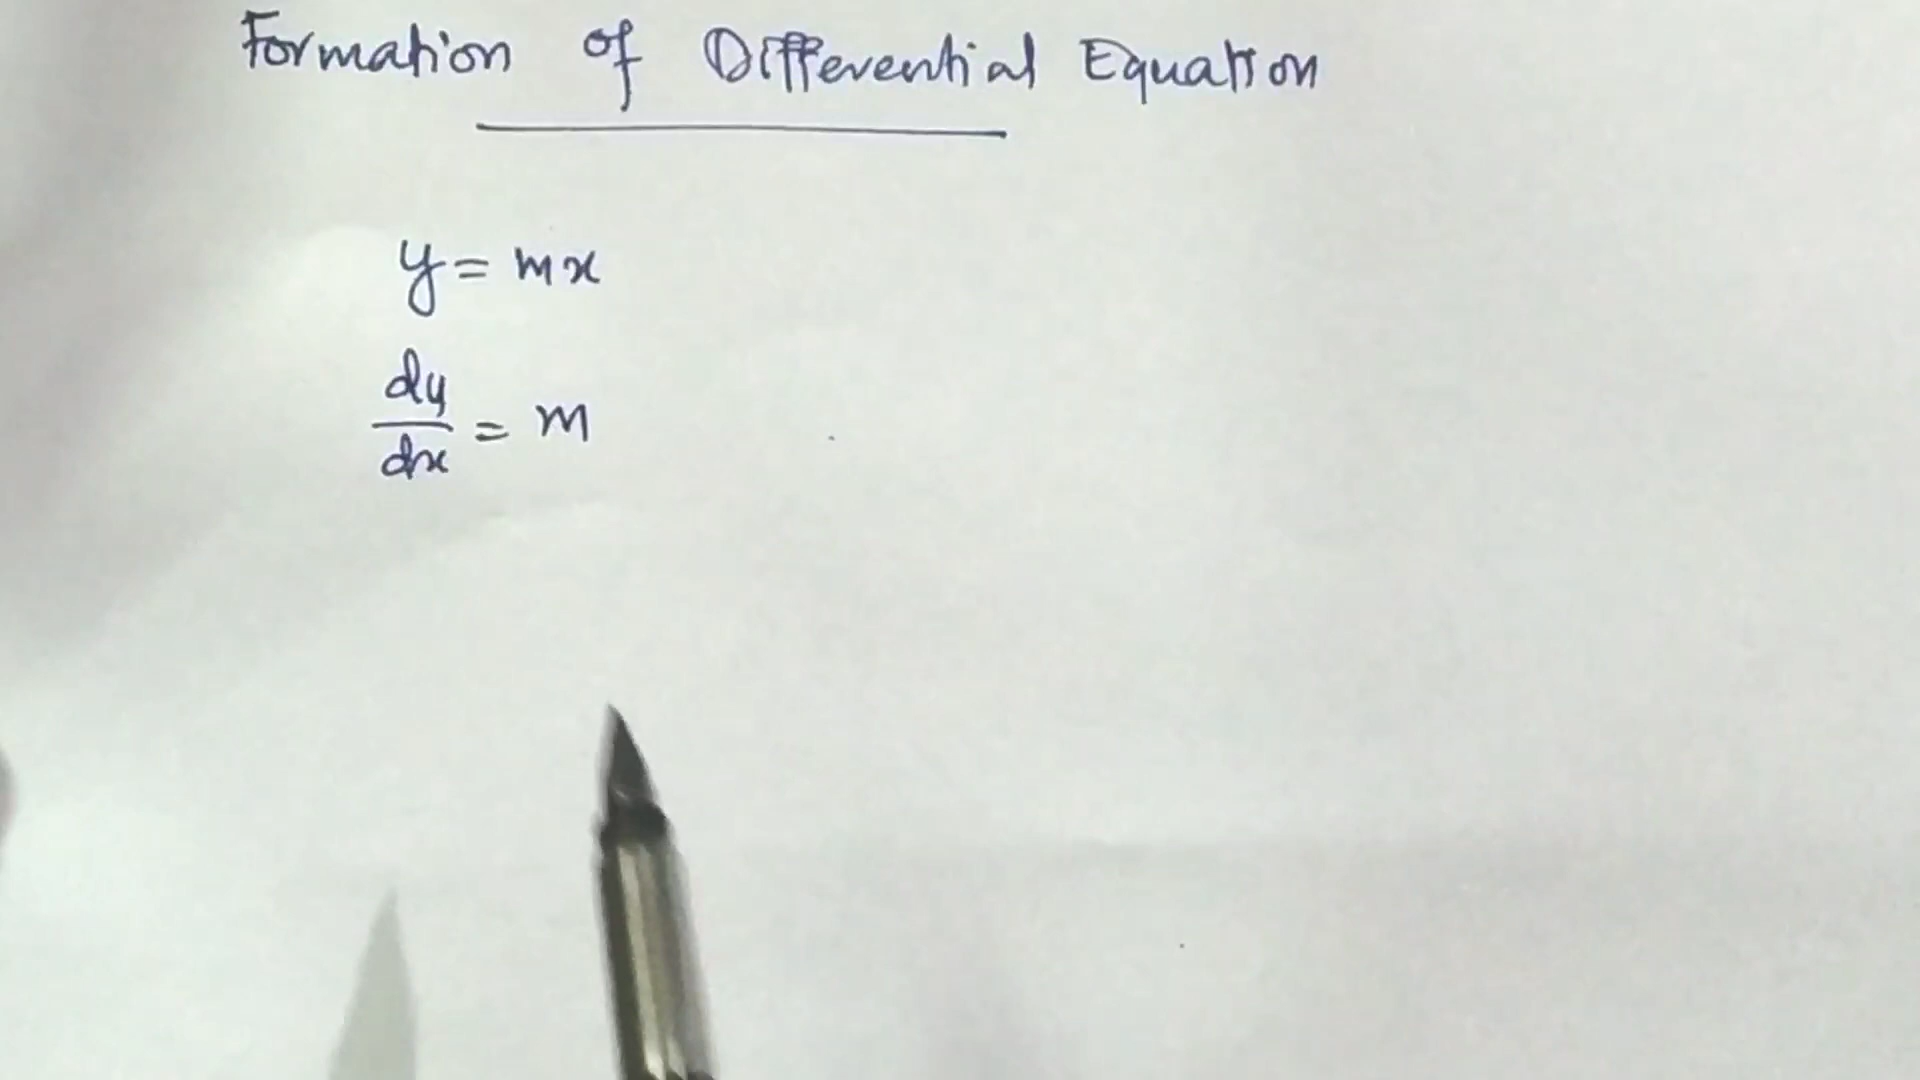 Formation of Differential Equation
y = mx
dy/dx = m